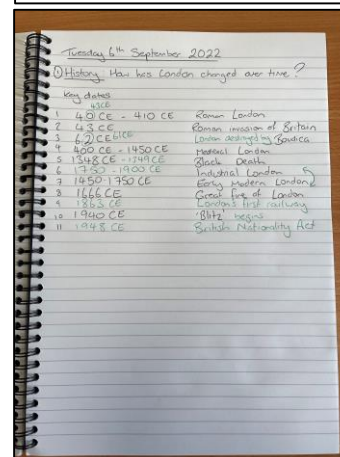 Tuesday 6th September 2022
① History How has London changed over time?
Key dates
43CE
1 40 CE - 410 CE Roman London
2 43 CE Roman invasion of Britain
3 62 CE 61CE London destroyed by Boudica
4 400 CE - 1450 CE Medieval London
5 1348 CE - 1349 CE Black Death
6 1750 - 1900 CE Industrial London
7 1450 - 1750 CE Early Modern London
8 1666 CE Great fire of London
9 1863 CE London's first railway
10 1940 CE 'Blitz' begins
11 1948 CE British Nationality Act